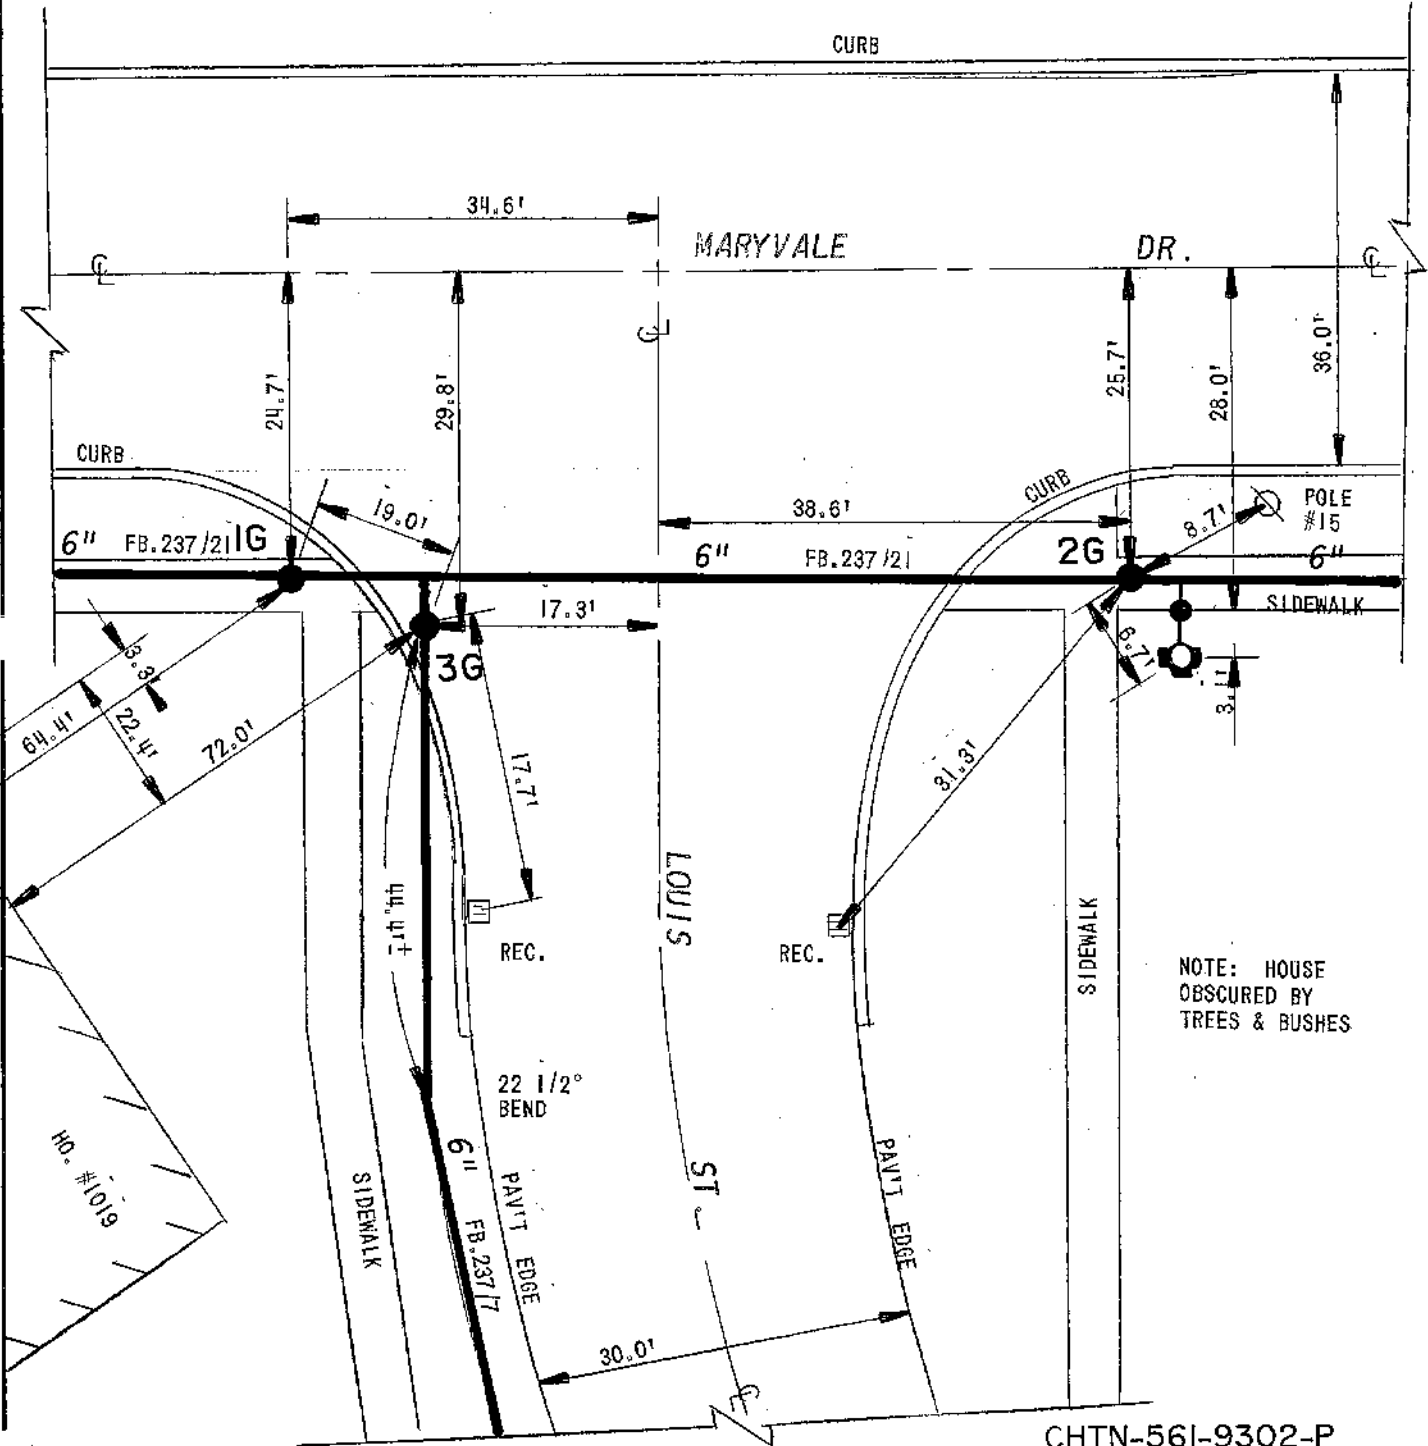 CURB
34.6'
MARYVALE DR.
℄
℄
℄
24.7'
29.8'
25.7'
28.0'
36.0'
CURB
CURB
19.0'
38.6'
8.7'
POLE
#15
6"
FB.237/21
1G
6"
FB.237/21
2G
6"
SIDEWALK
17.3'
3G
3.3'
64.4'
22.4'
72.0'
6.7'
3.1'
17.7'
31.3'
44.4'±
LOUIS ST.
REC.
REC.
SIDEWALK
NOTE: HOUSE
OBSCURED BY
TREES & BUSHES
22 1/2°
BEND
HO. #1019
6"
FB.237/7
SIDEWALK
PAV'T EDGE
PAV'T EDGE
30.0'
℄
CHTN-561-9302-P